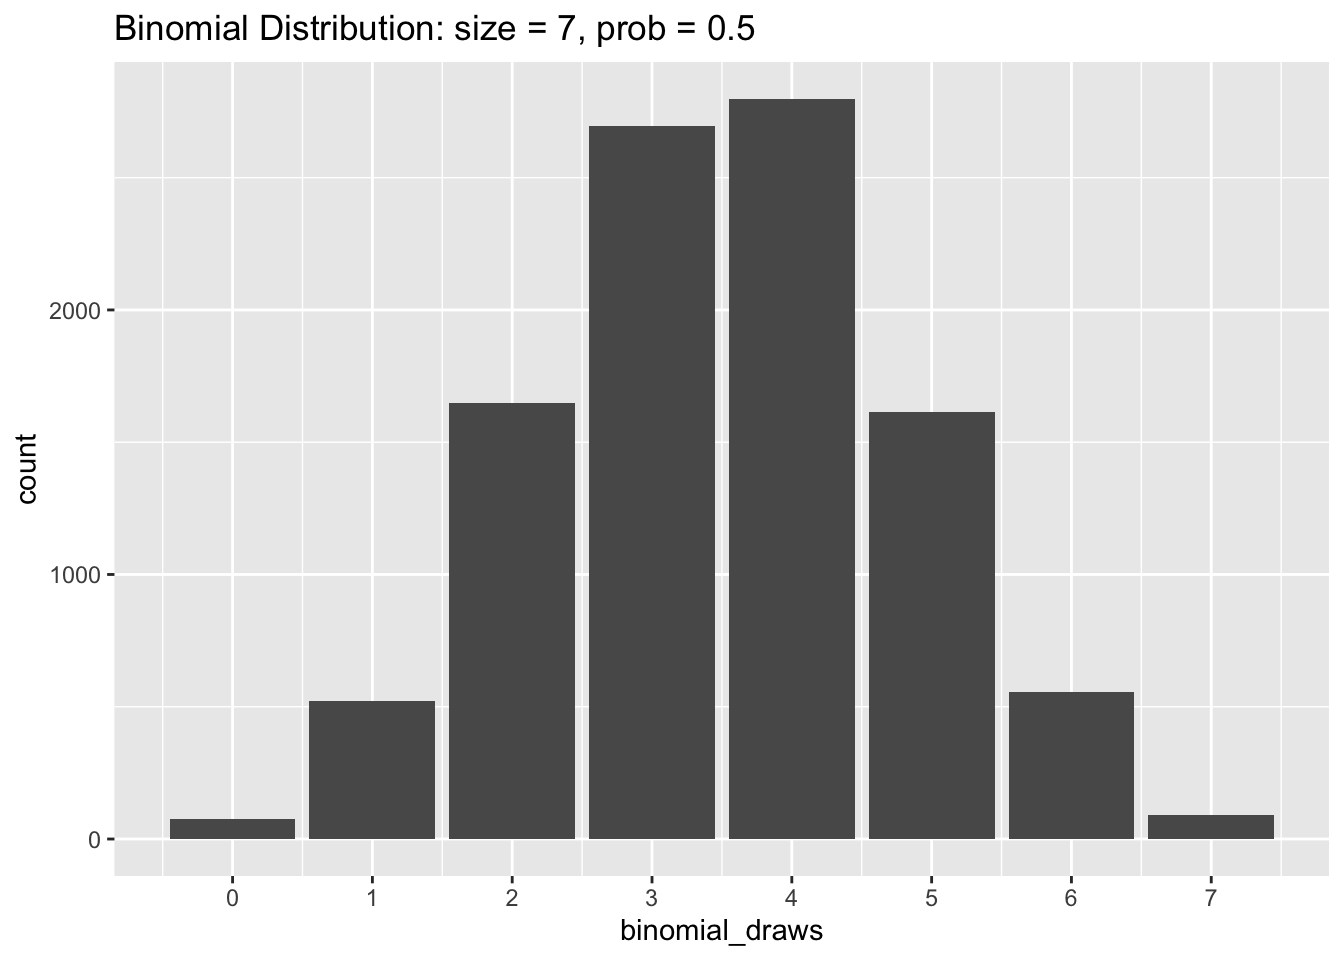 Binomial Distribution: size = 7, prob = 0.5
count
2000
1000
0
0 1 2 3 4 5 6 7
binomial_draws